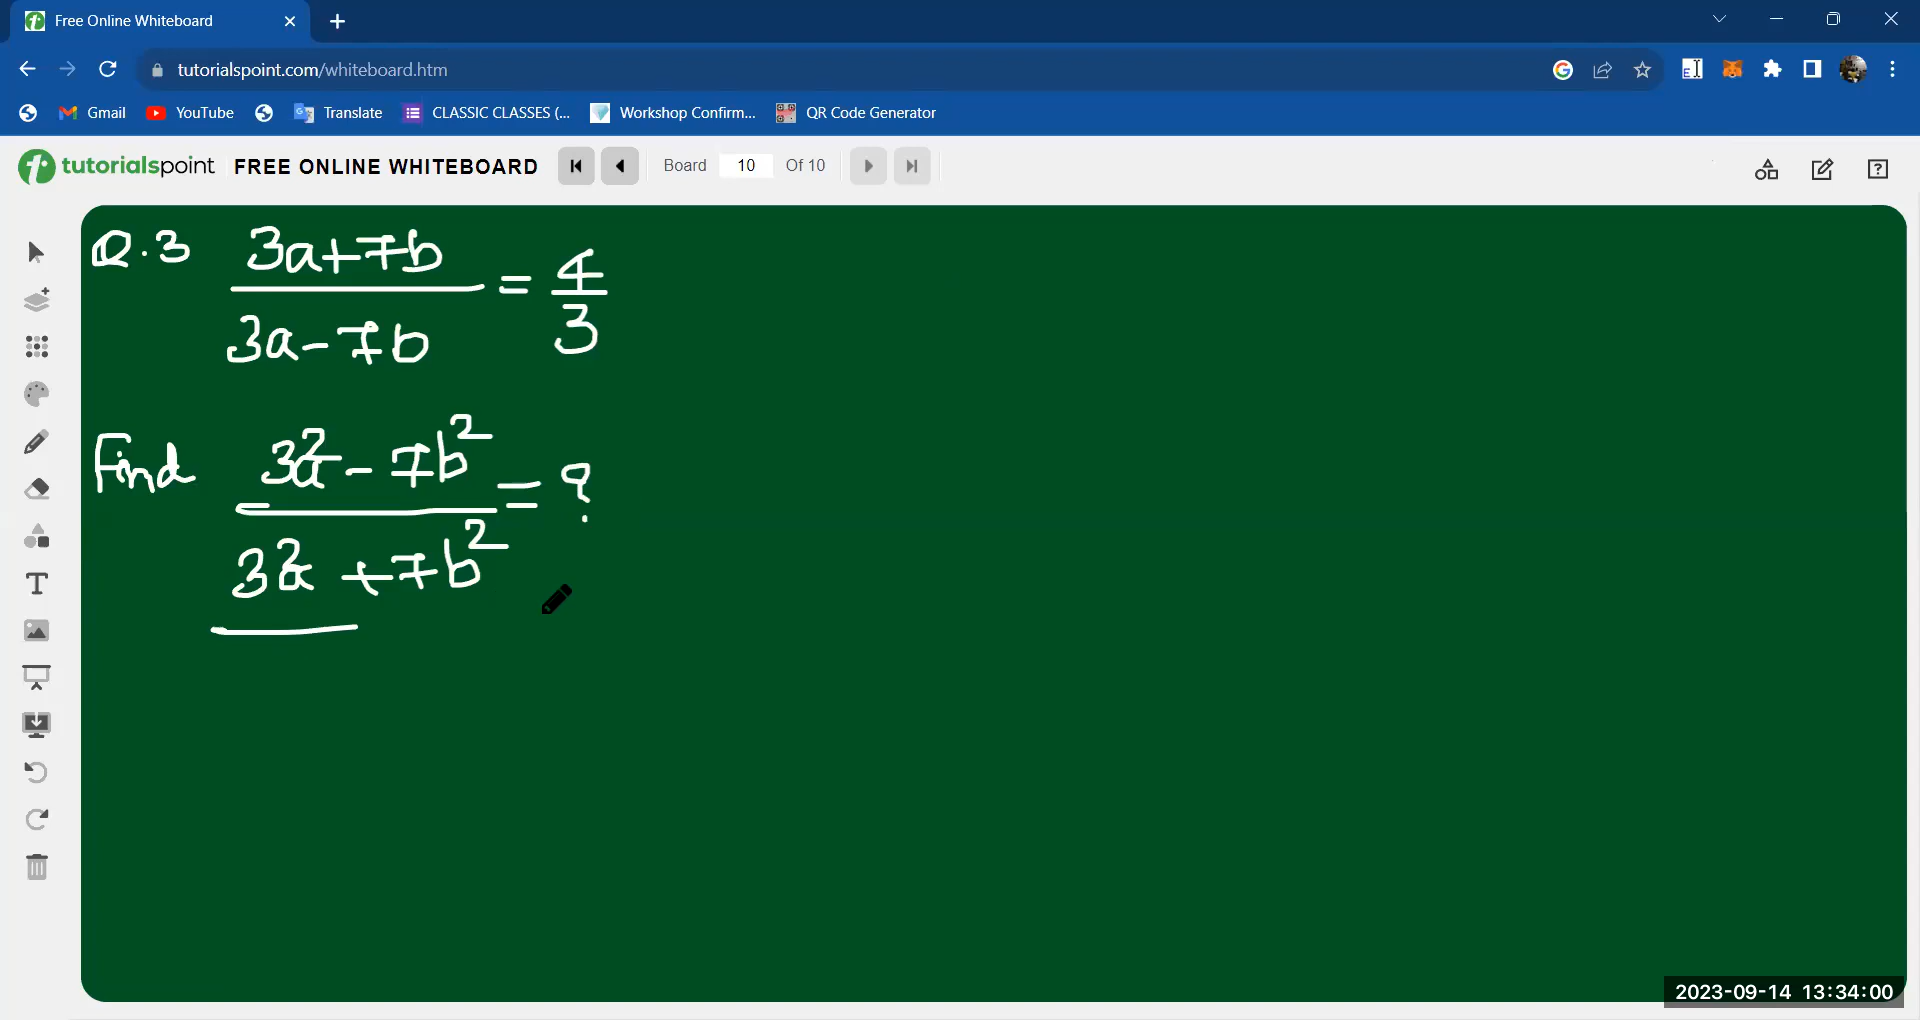 Free Online Whiteboard
tutorialspoint.com/whiteboard.htm
Gmail YouTube Translate CLASSIC CLASSES (... Workshop Confirm... QR Code Generator
tutorialspoint FREE ONLINE WHITEBOARD Board 10 Of 10
Q.3 3a+7b
= 4
3
3a-7b
Find 3a²-7b²
= ?
3a²+7b²
2023-09-14 13:34:00